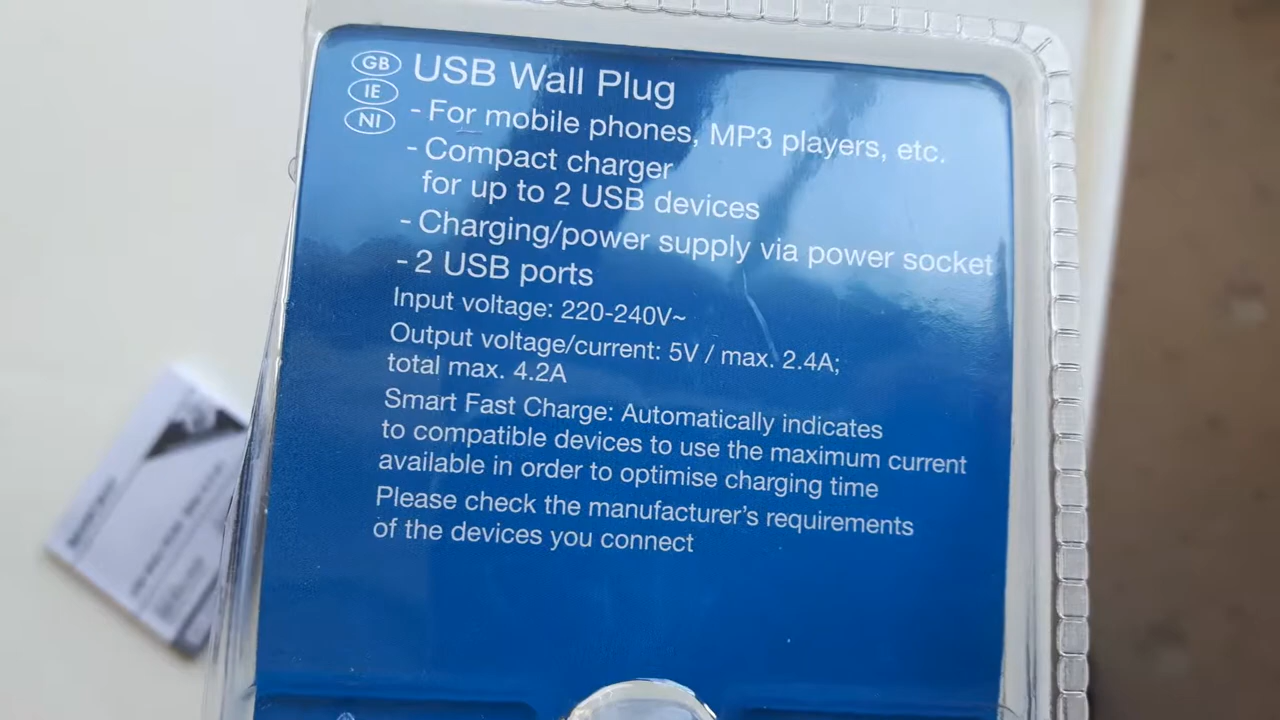 GB
IE
NI
USB Wall Plug
- For mobile phones, MP3 players, etc.
- Compact charger
for up to 2 USB devices
- Charging/power supply via power socket
- 2 USB ports
Input voltage: 220-240V~
Output voltage/current: 5V / max. 2.4A;
total max. 4.2A
Smart Fast Charge: Automatically indicates
to compatible devices to use the maximum current
available in order to optimise charging time
Please check the manufacturer's requirements
of the devices you connect